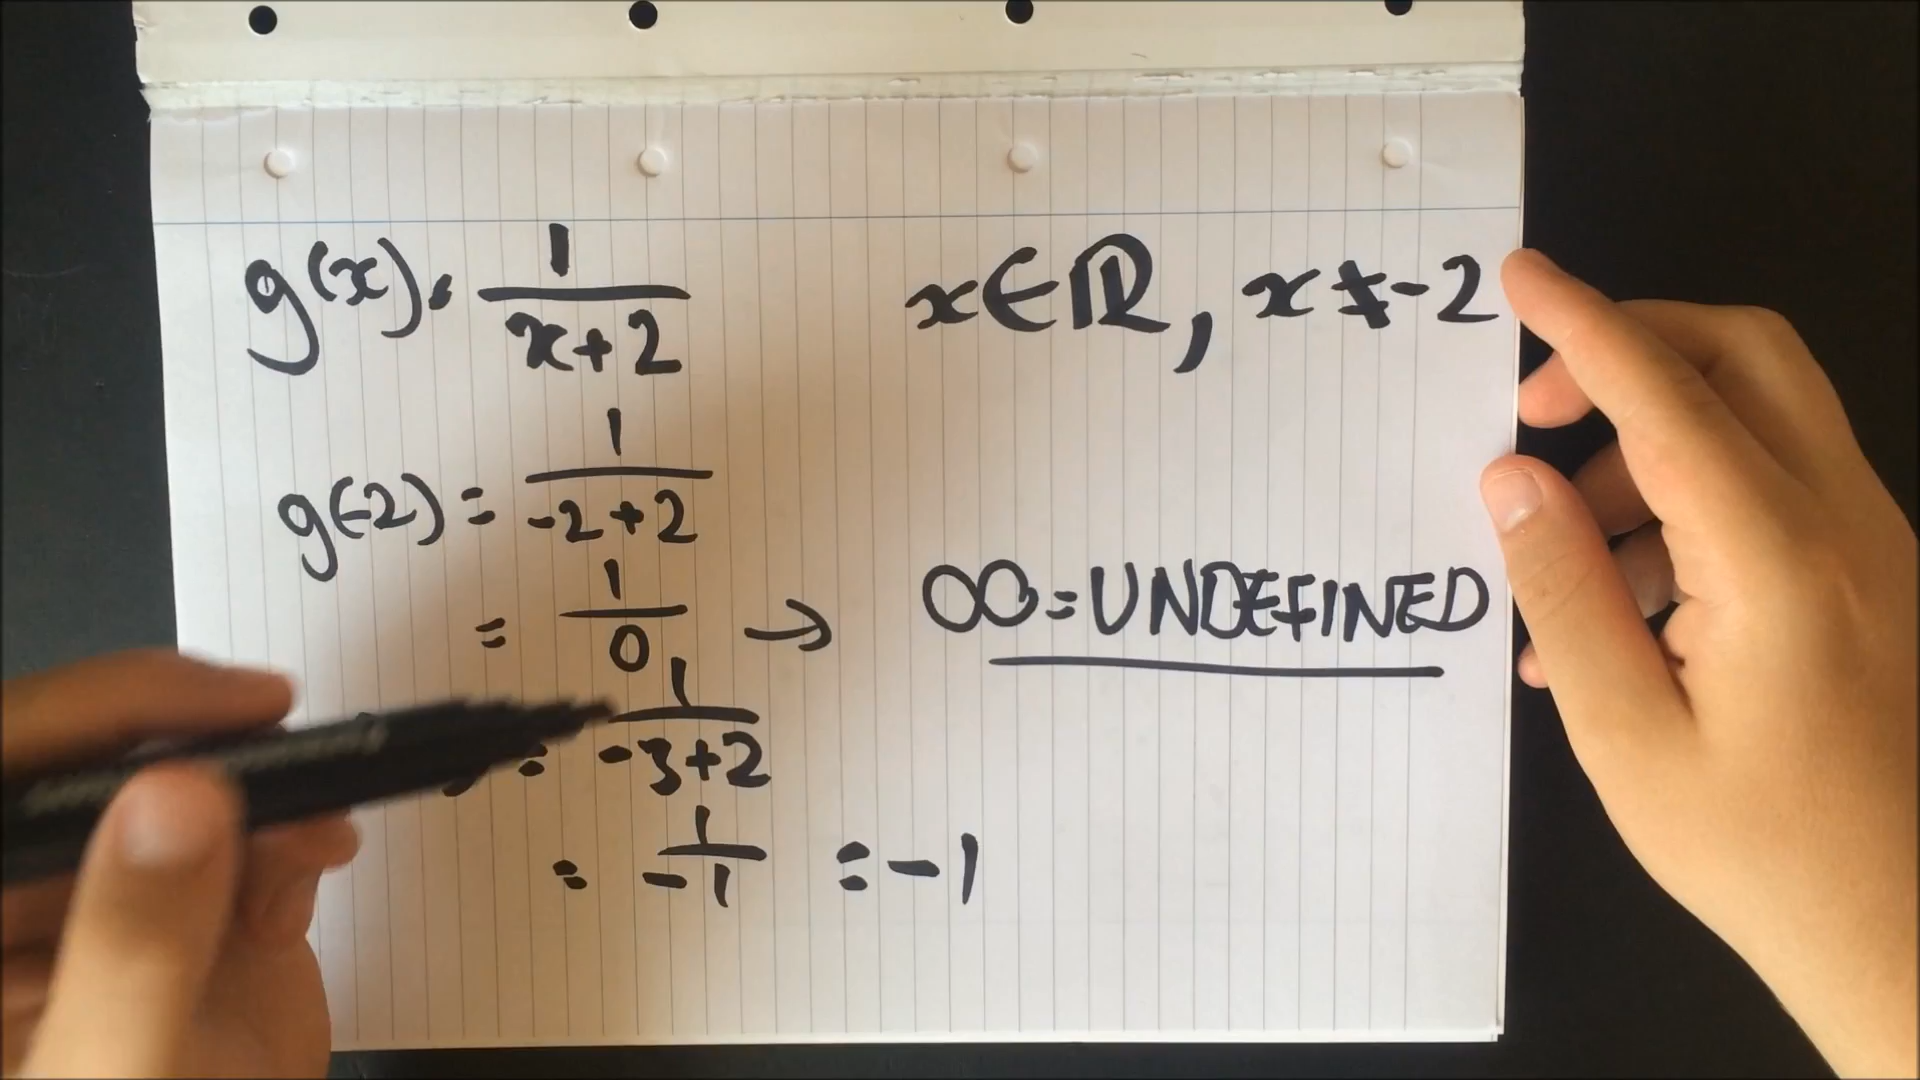 g(x) = 1/(x+2)    x∈ℝ, x≠-2
g(-2) = 1/(-2+2)
= 1/0 → ∞=UNDEFINED
= 1/(-3+2)
= 1/-1 = -1